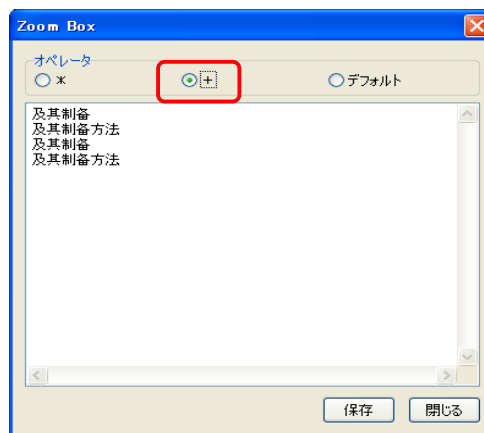 Zoom Box
オペレータ
* + デフォルト
及其制备
及其制备方法
及其制备
及其制备方法
保存 閉じる